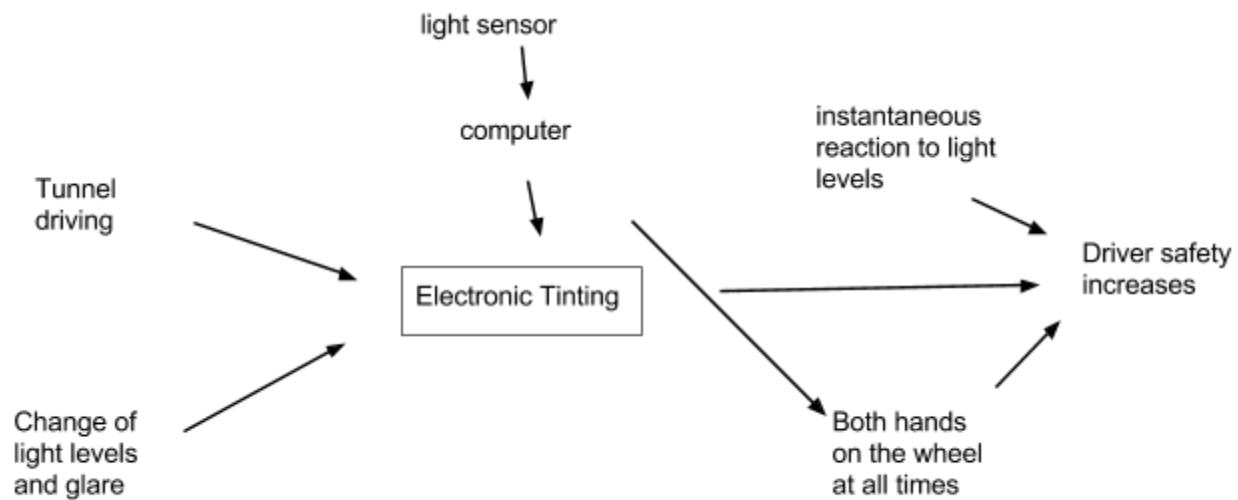 light sensor
computer
instantaneous
reaction to light
levels
Tunnel
driving
Driver safety
increases
Electronic Tinting
Change of
light levels
and glare
Both hands
on the wheel
at all times